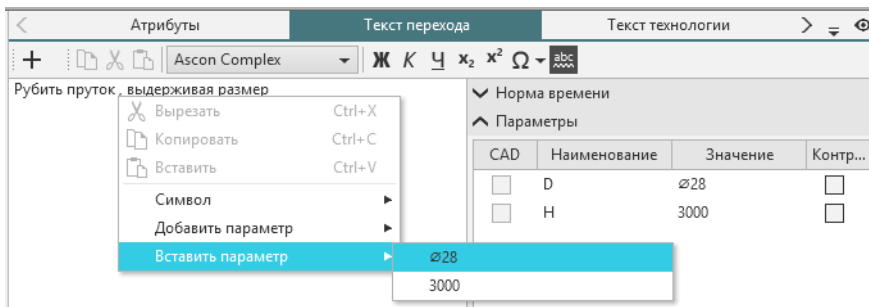 Атрибуты Текст перехода Текст технологии
Ascon Complex Ж К Ч x₂ x² Ω abc
Рубить пруток , выдерживая размер
Вырезать Ctrl+X
Копировать Ctrl+C
Вставить Ctrl+V
Символ
Добавить параметр
Вставить параметр
⌀28
3000
Норма времени
Параметры
CAD Наименование Значение Контр...
D ⌀28
H 3000